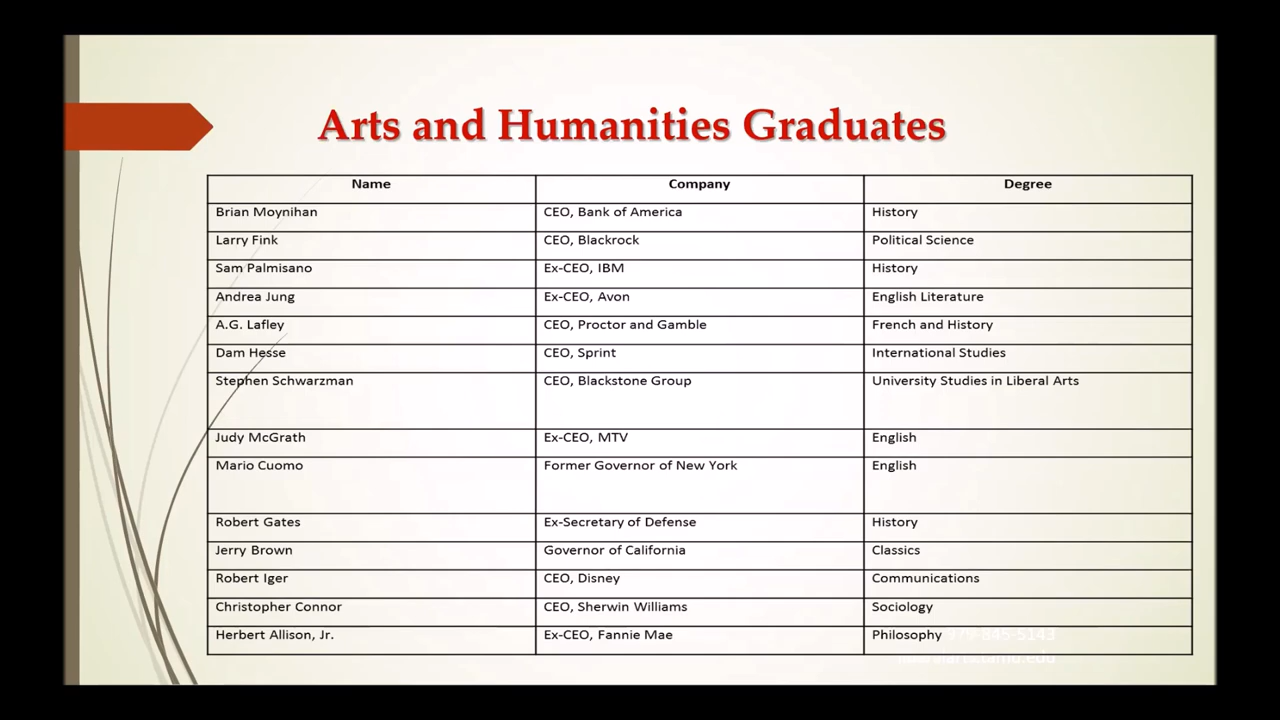 Arts and Humanities Graduates
Name Company Degree
Brian Moynihan CEO, Bank of America History
Larry Fink CEO, Blackrock Political Science
Sam Palmisano Ex-CEO, IBM History
Andrea Jung Ex-CEO, Avon English Literature
A.G. Lafley CEO, Proctor and Gamble French and History
Dam Hesse CEO, Sprint International Studies
Stephen Schwarzman CEO, Blackstone Group University Studies in Liberal Arts
Judy McGrath Ex-CEO, MTV English
Mario Cuomo Former Governor of New York English
Robert Gates Ex-Secretary of Defense History
Jerry Brown Governor of California Classics
Robert Iger CEO, Disney Communications
Christopher Connor CEO, Sherwin Williams Sociology
Herbert Allison, Jr. Ex-CEO, Fannie Mae Philosophy 979-845-5143